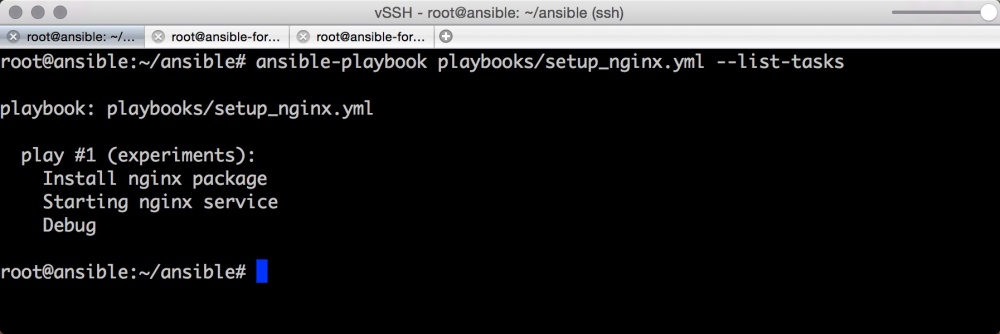 vSSH - root@ansible: ~/ansible (ssh)
root@ansible: ~/... root@ansible-for... root@ansible-for...
root@ansible:~/ansible# ansible-playbook playbooks/setup_nginx.yml --list-tasks
playbook: playbooks/setup_nginx.yml
play #1 (experiments):
Install nginx package
Starting nginx service
Debug
root@ansible:~/ansible#